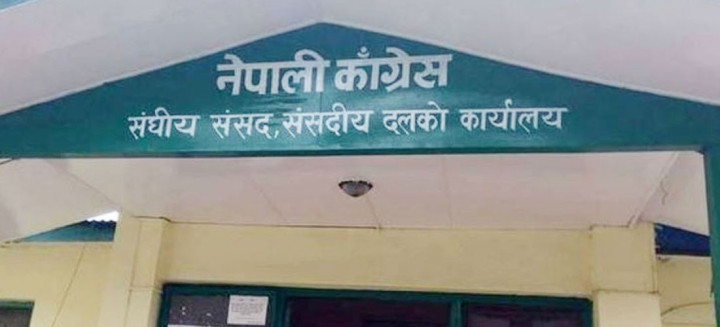 नेपाली काँग्रेस
संघीय संसद, संसदीय दलको कार्यालय